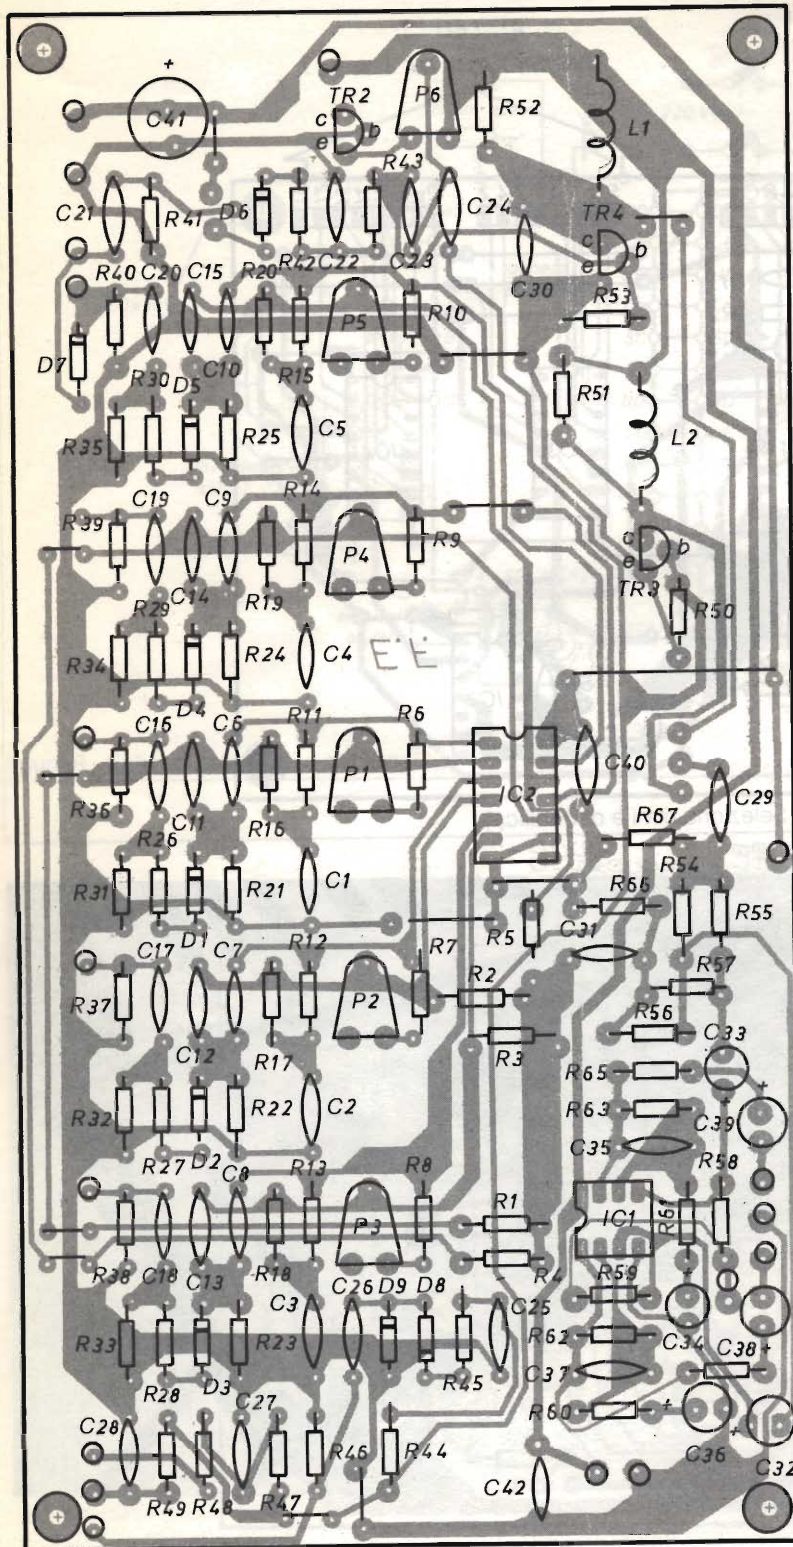 +
C41
TR2
c
b
e
P6
R52
L1
C21
R41
D6
R42
C22
R43
C23
C24
TR4
c
e
b
C30
R53
R40
C20
C15
R20
R10
P5
D7
R30
D5
C10
R15
R51
L2
R35
R25
C5
C19
C9
R14
R39
P4
R9
c
e
b
TR3
R50
R29
C14
R19
R34
D4
R24
C4
E.E
C16
C6
R11
R6
P1
IC2
C40
C29
R36
R26
C11
R16
R67
R54
R31
D1
R21
C1
R66
R5
C31
R55
C17
C7
R12
R7
R57
R37
P2
R2
C12
R17
R3
R56
C33
R65
+
R32
R27
D2
R22
C2
R63
C39
+
C35
C8
R13
R8
R58
R38
C18
C13
R18
P3
R1
IC1
R61
R4
R59
+
C3
C26
D9
D8
C25
R33
R28
D3
R23
R45
R62
C34
C38
+
C37
C28
C27
R60
+
+
R49
R48
R47
R46
R44
C42
C36
C32